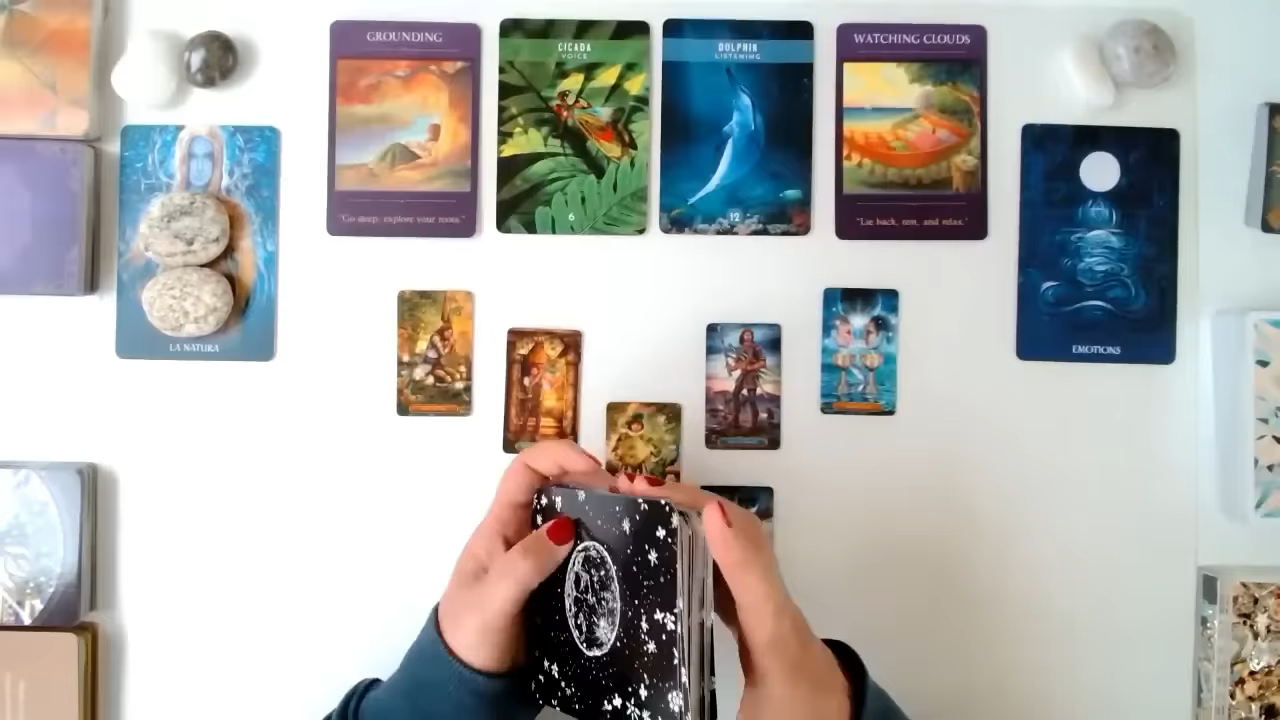 GROUNDING
"Go deep: explore your roots."
CICADA
VOICE
6
DOLPHIN
LISTENING
12
WATCHING CLOUDS
"Lie back, rest, and relax."
LA NATURA
EMOTIONS